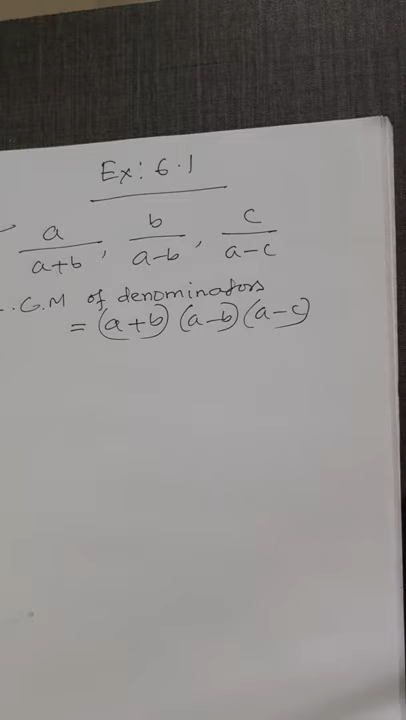 Ex: 6.1
a/a+b, b/a-b, c/a-c
.C.M of denominators
= (a+b) (a-b) (a-c)